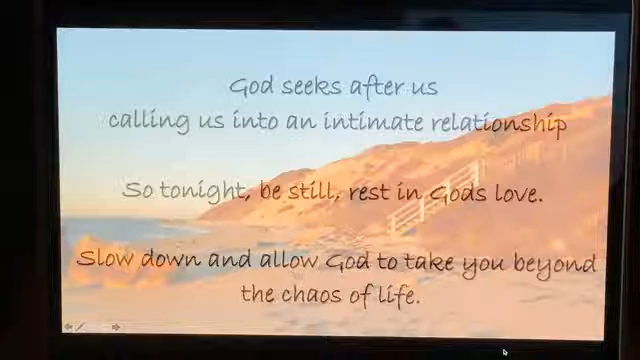 God seeks after us
calling us into an intimate relationship
So tonight, be still, rest in Gods love.
Slow down and allow God to take you beyond
the chaos of life.